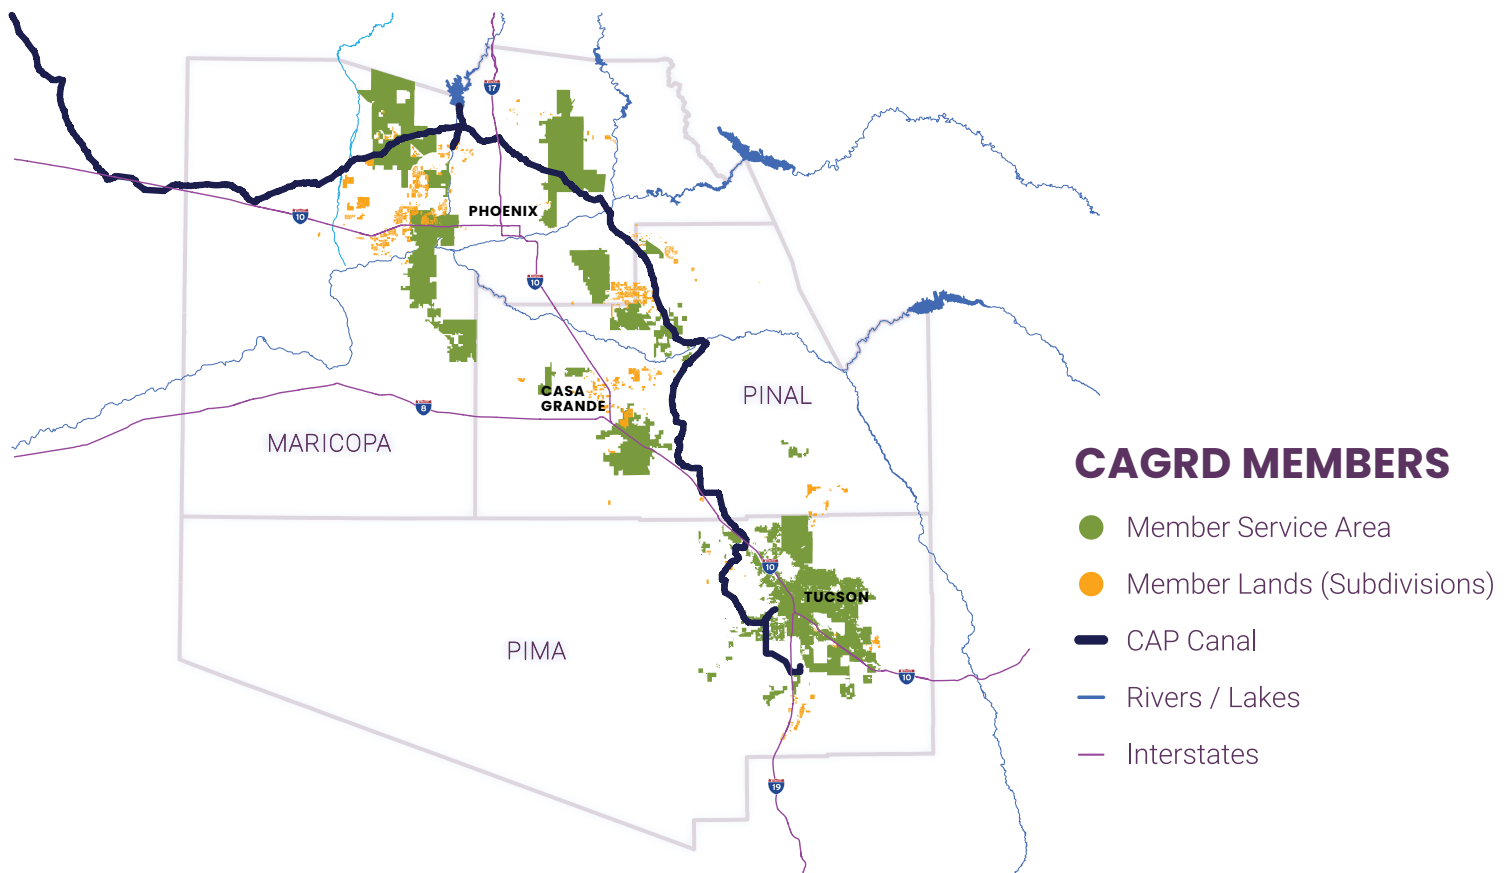 17
PHOENIX
10
10
CASA
GRANDE
8
PINAL
MARICOPA
CAGRD MEMBERS
Member Service Area
Member Lands (Subdivisions)
CAP Canal
Rivers / Lakes
Interstates
10
TUCSON
PIMA
10
19